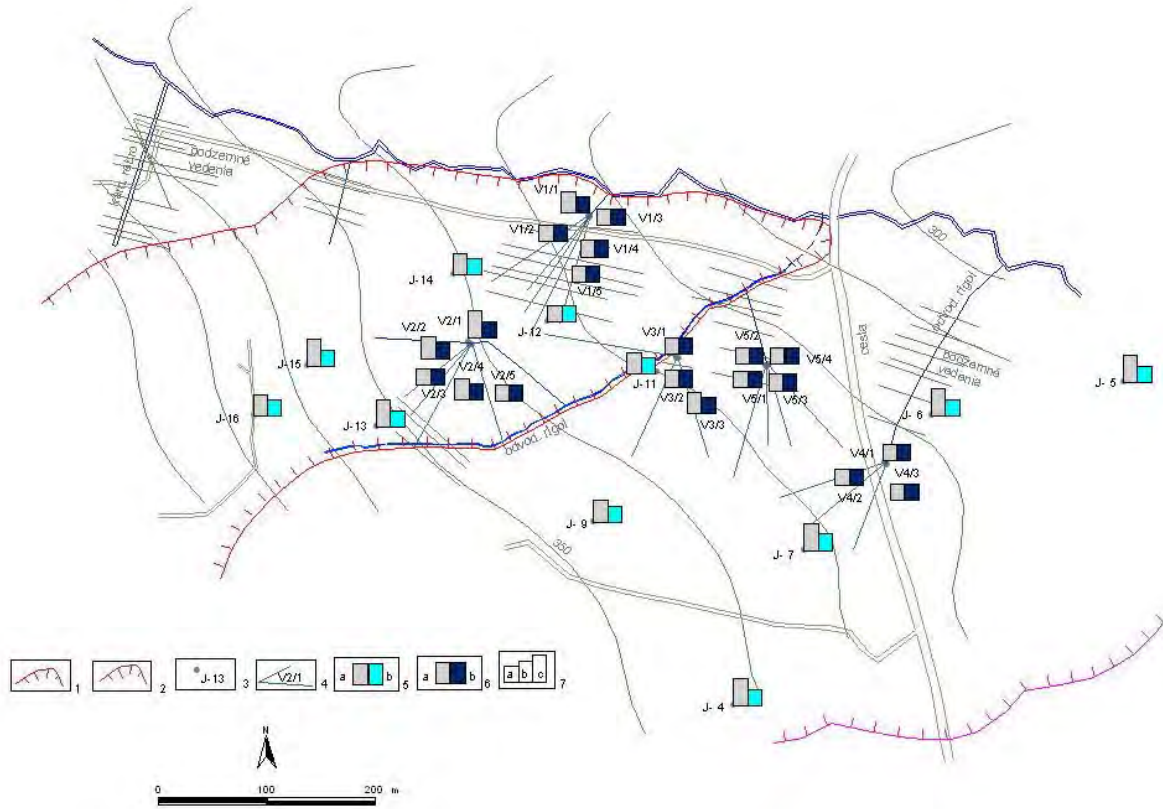 podzemné
vedenia
V1/1
V1/3
V1/2
V1/4
V1/5
300
J-14
J-12
odvod. rigol
V2/1
V2/2
V3/1
V5/2
V5/4
cesta
V2/4
V2/5
J-15
J-11
podzemné
vedenia
J- 5
V2/3
V3/2
V5/1
V5/3
J-16
J-13
V3/3
J- 6
odvod. rigol
V4/1
V4/3
V4/2
J- 9
350
J- 7
J- 4
1
2
J-13 3
V2/1 4
a b 5
a b 6
a b c 7
N
0 100 200 m